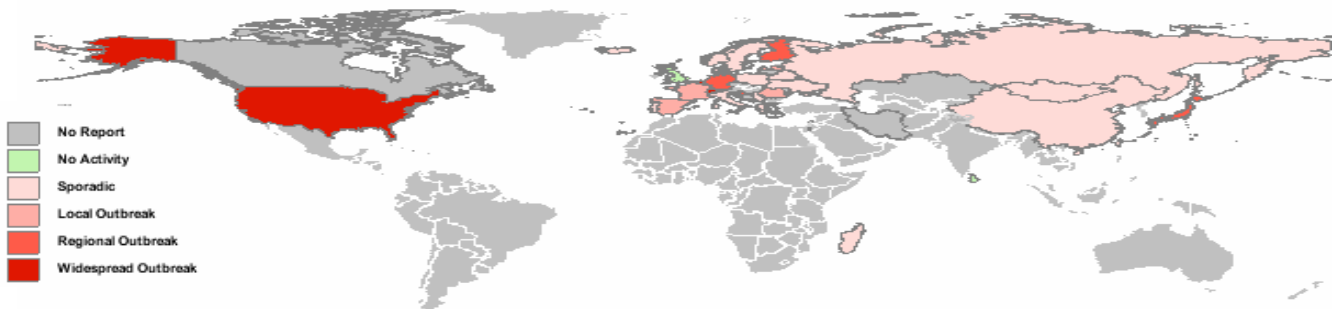 No Report
No Activity
Sporadic
Local Outbreak
Regional Outbreak
Widespread Outbreak